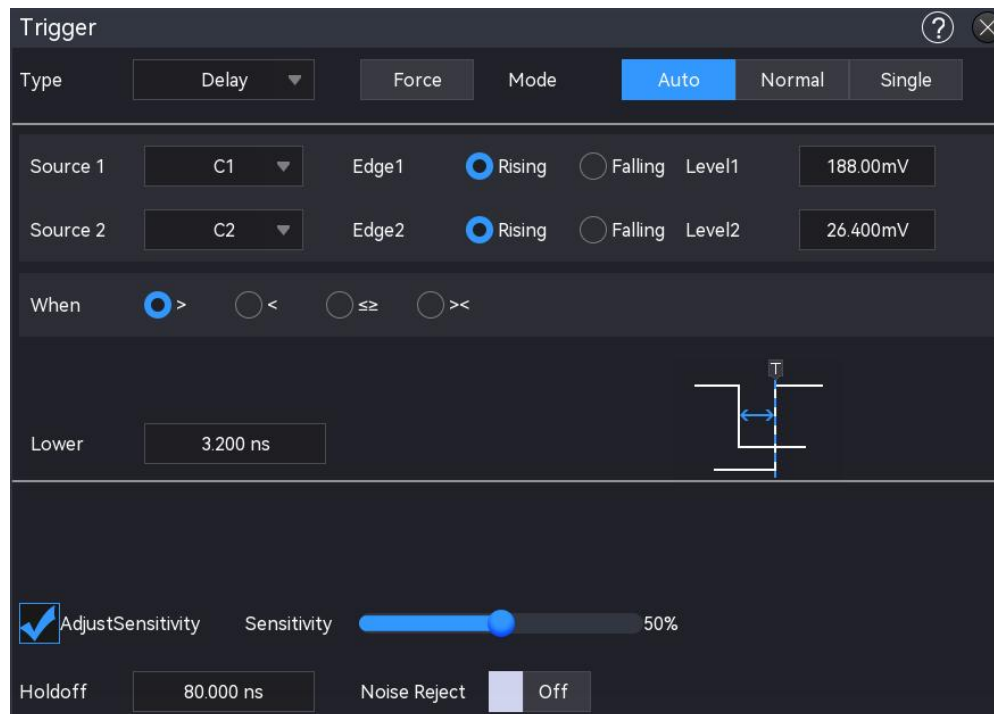 Trigger ?
Type Delay Force Mode Auto Normal Single
Source 1 C1 Edge1 Rising Falling Level1 188.00mV
Source 2 C2 Edge2 Rising Falling Level2 26.400mV
When > < ≤≥ ><
T
Lower 3.200 ns
AdjustSensitivity Sensitivity 50%
Holdoff 80.000 ns Noise Reject Off